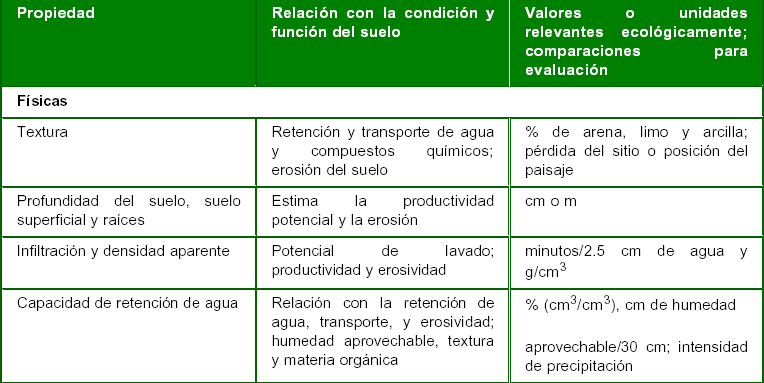 Propiedad
Relación con la condición y
función del suelo
Valores o unidades
relevantes ecológicamente;
comparaciones para
evaluación
Físicas
Textura
Retención y transporte de agua
y compuestos químicos;
erosión del suelo
% de arena, limo y arcilla;
pérdida del sitio o posición del
paisaje
Profundidad del suelo, suelo
superficial y raíces
Estima la productividad
potencial y la erosión
cm o m
Infiltración y densidad aparente
Potencial de lavado;
productividad y erosividad
minutos/2.5 cm de agua y
g/cm³
Capacidad de retención de agua
Relación con la retención de
agua, transporte, y erosividad;
humedad aprovechable, textura
y materia orgánica
% (cm³/cm³), cm de humedad
aprovechable/30 cm; intensidad
de precipitación